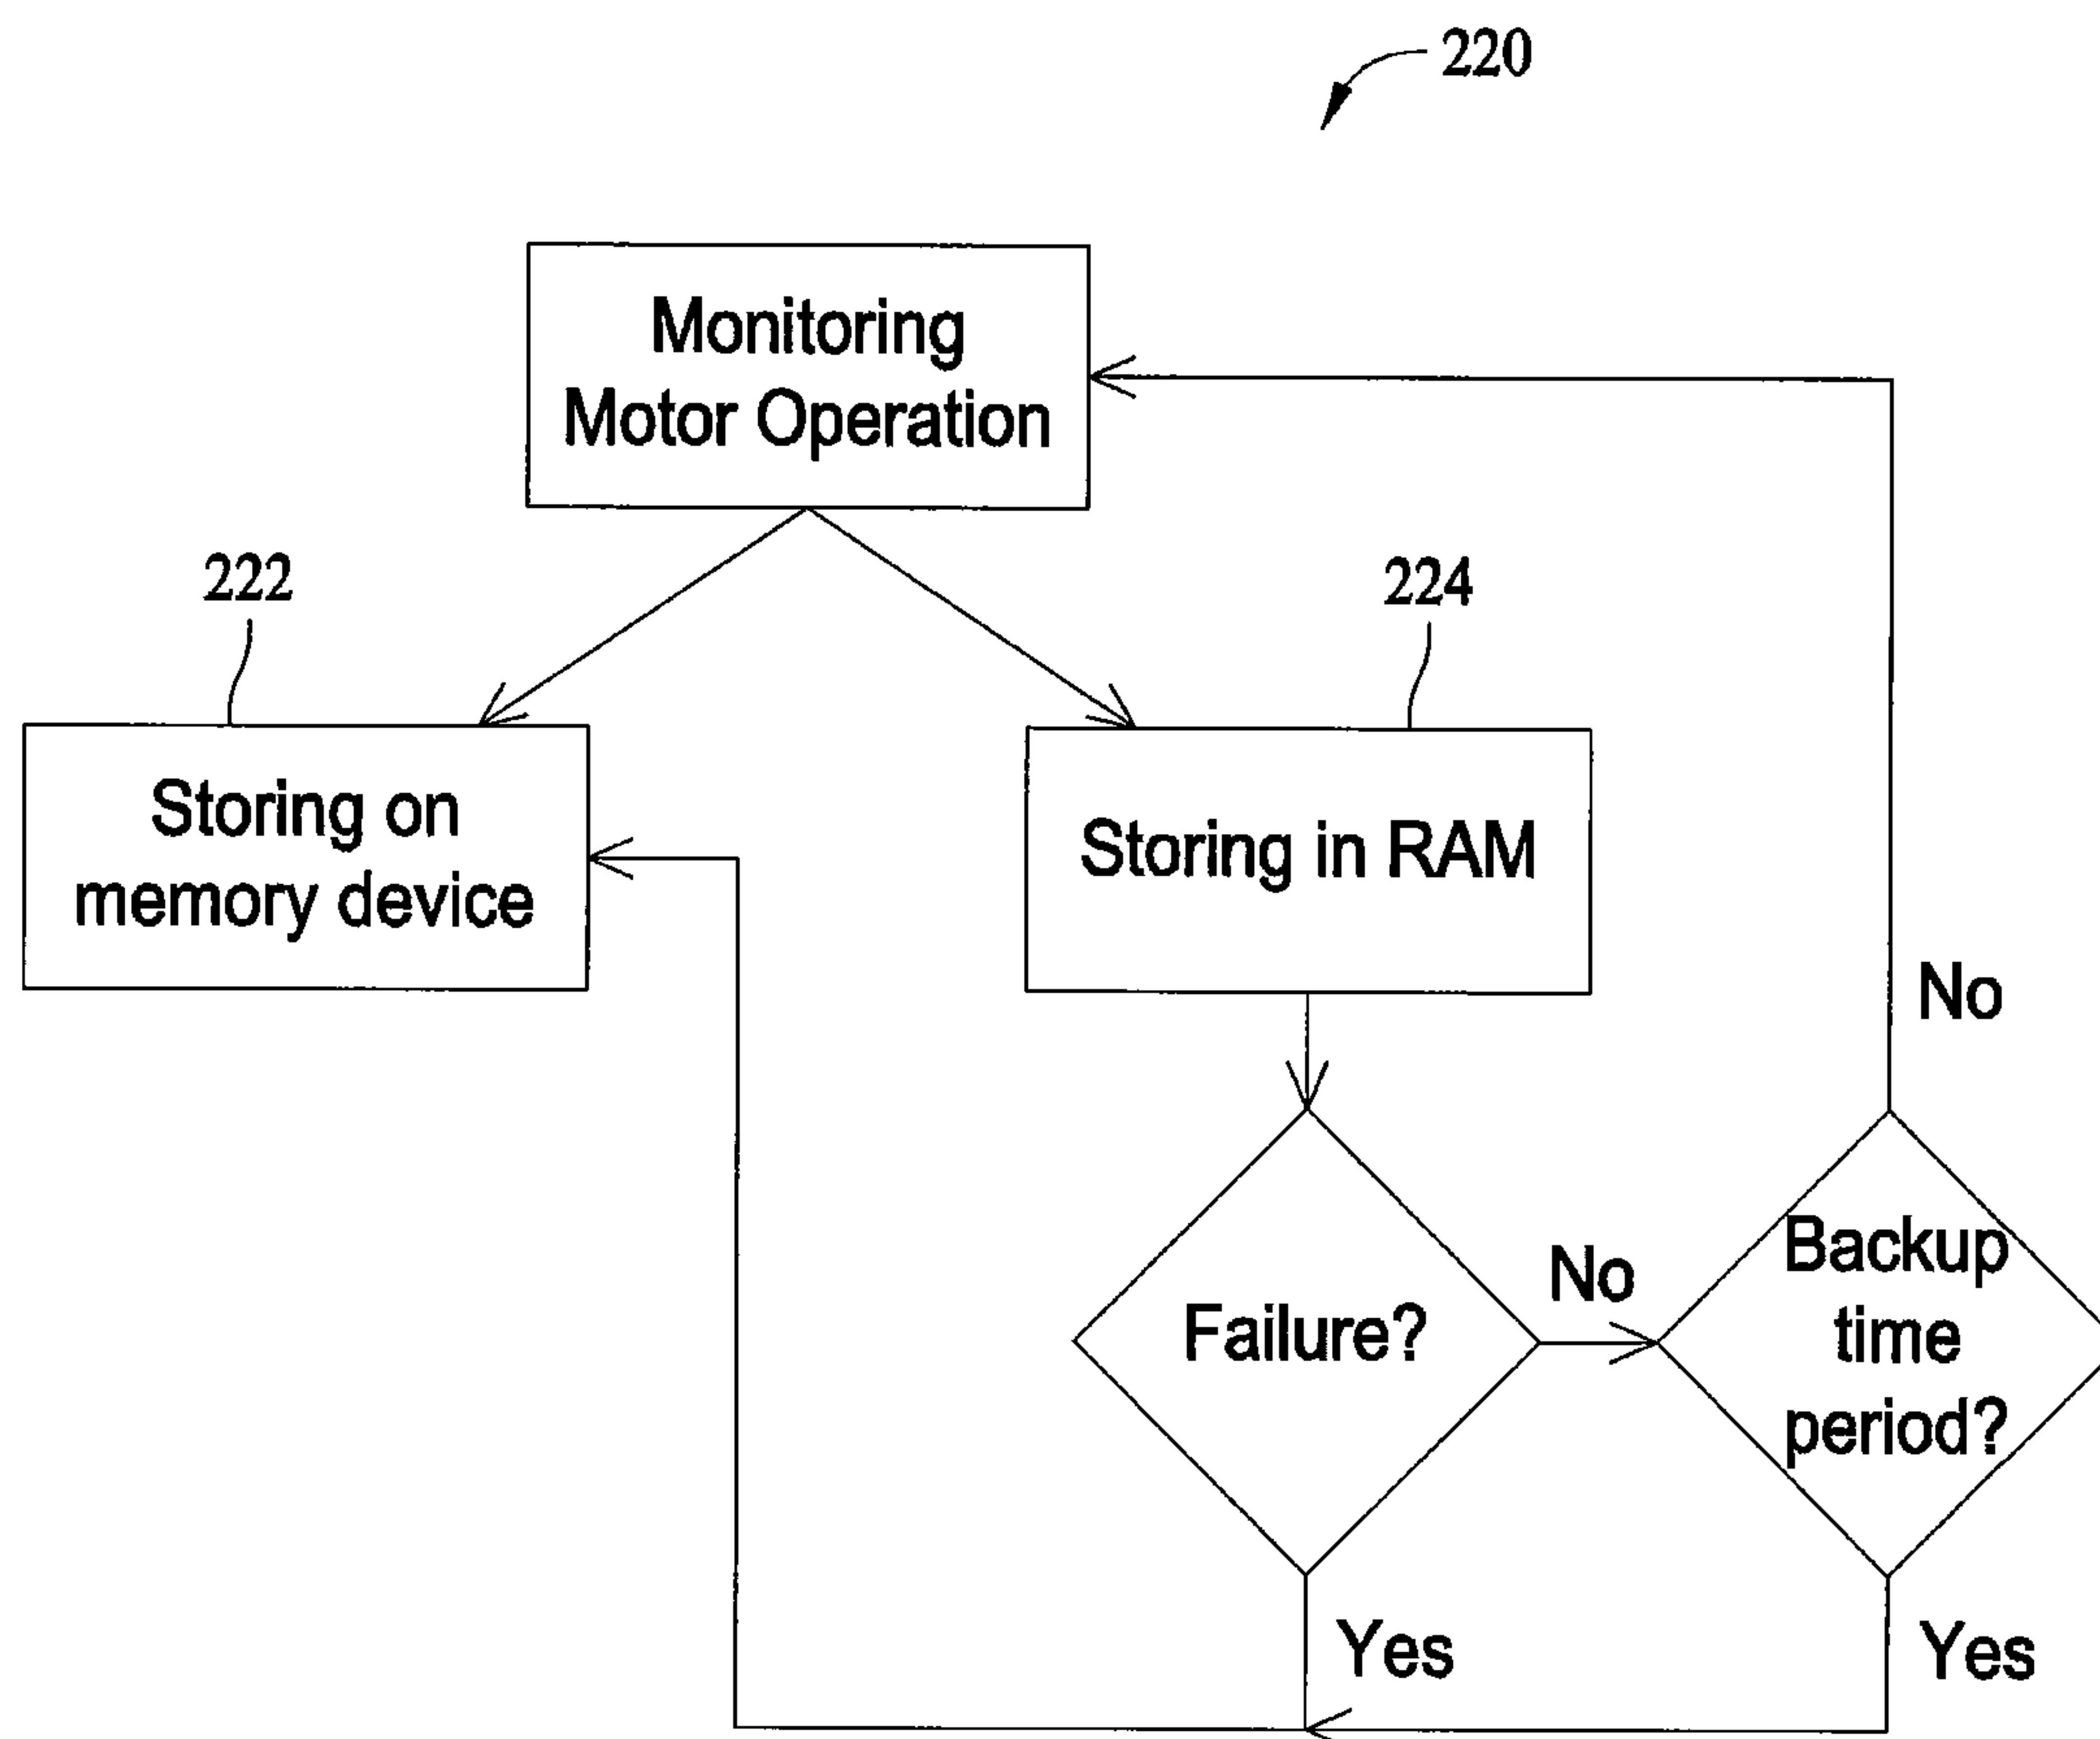 220
Monitoring
Motor Operation
222
224
Storing on
memory device
Storing in RAM
No
Failure?
No
Backup
time
period?
Yes
Yes